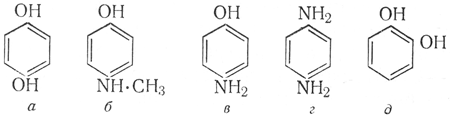 OH OH OH NH₂ OH
OH
OH NH·CH₃ NH₂ NH₂
а б в г д